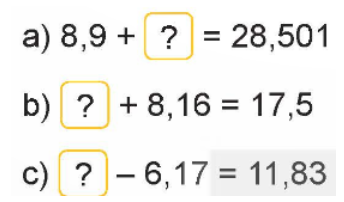 a) 8,9 + ? = 28,501
b) ? + 8,16 = 17,5
c) ? – 6,17 = 11,83